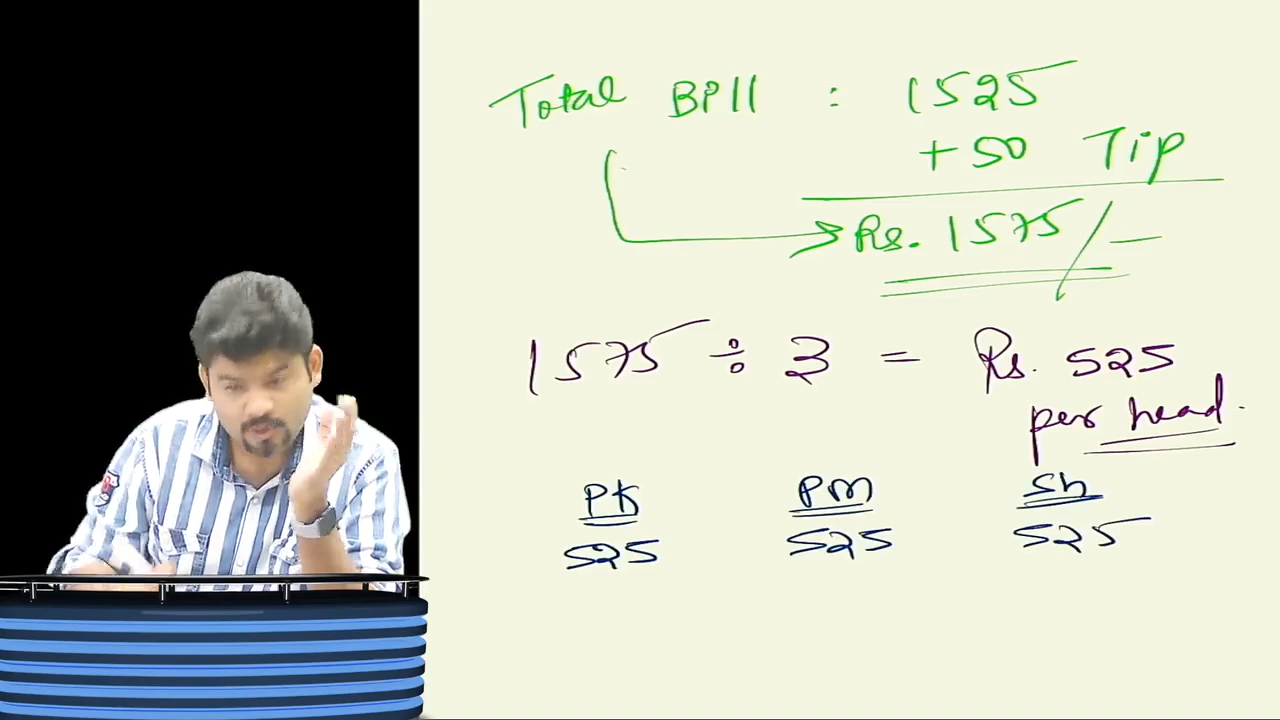 Total Bill : 1525
+ 50 Tip
Rs. 1575/-
1575 ÷ 3 = Rs. 525
per head.
PK PM Sh
525 525 525